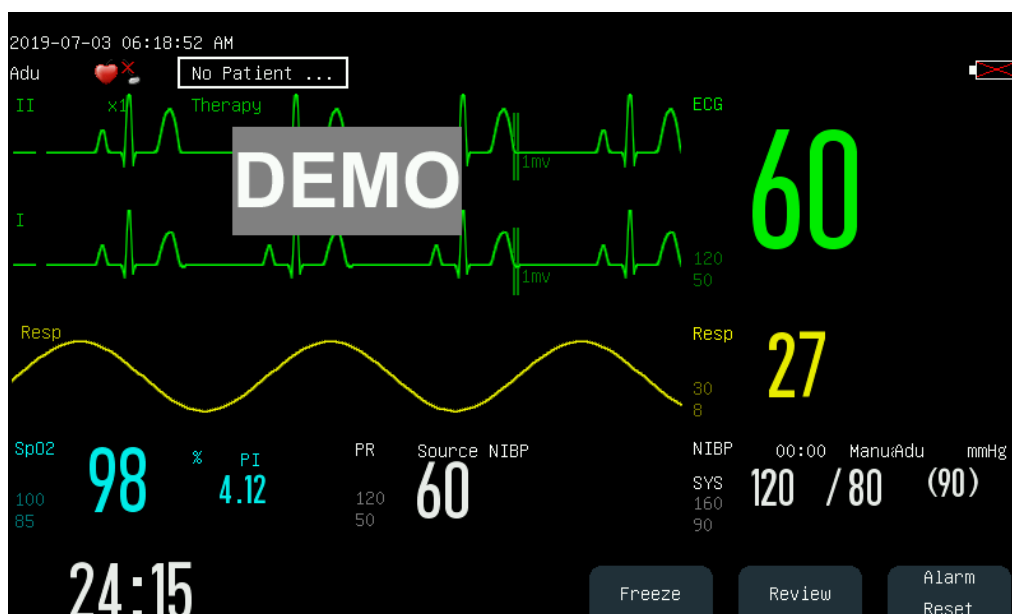 2019-07-03 06:18:52 AM
Adu No Patient ...
II x1 Therapy
DEMO
1mv
I
1mv
ECG
60
120
50
Resp
Resp
27
30
8
SpO2 % PI
98 4.12
100
85
PR Source NIBP
60
120
50
NIBP 00:00 Manu Adu mmHg
SYS 120 / 80 (90)
160
90
24:15
Freeze
Review
Alarm
Reset